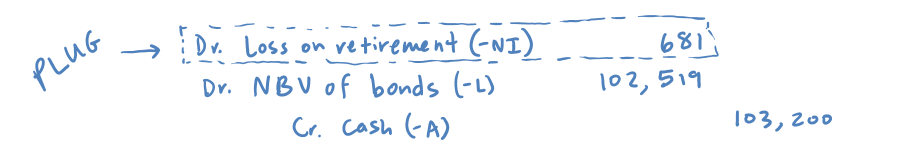 PLUG → Dr. Loss on retirement (-NI) 681
Dr. NBV of bonds (-L) 102,519
Cr. Cash (-A) 103,200